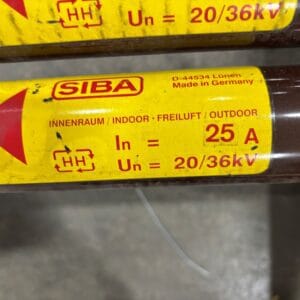 HH Un = 20/36kV
SIBA
D-44534 Lünen
Made in Germany
INNENRAUM / INDOOR - FREILUFT / OUTDOOR
In = 25 A
HH Un = 20/36kV